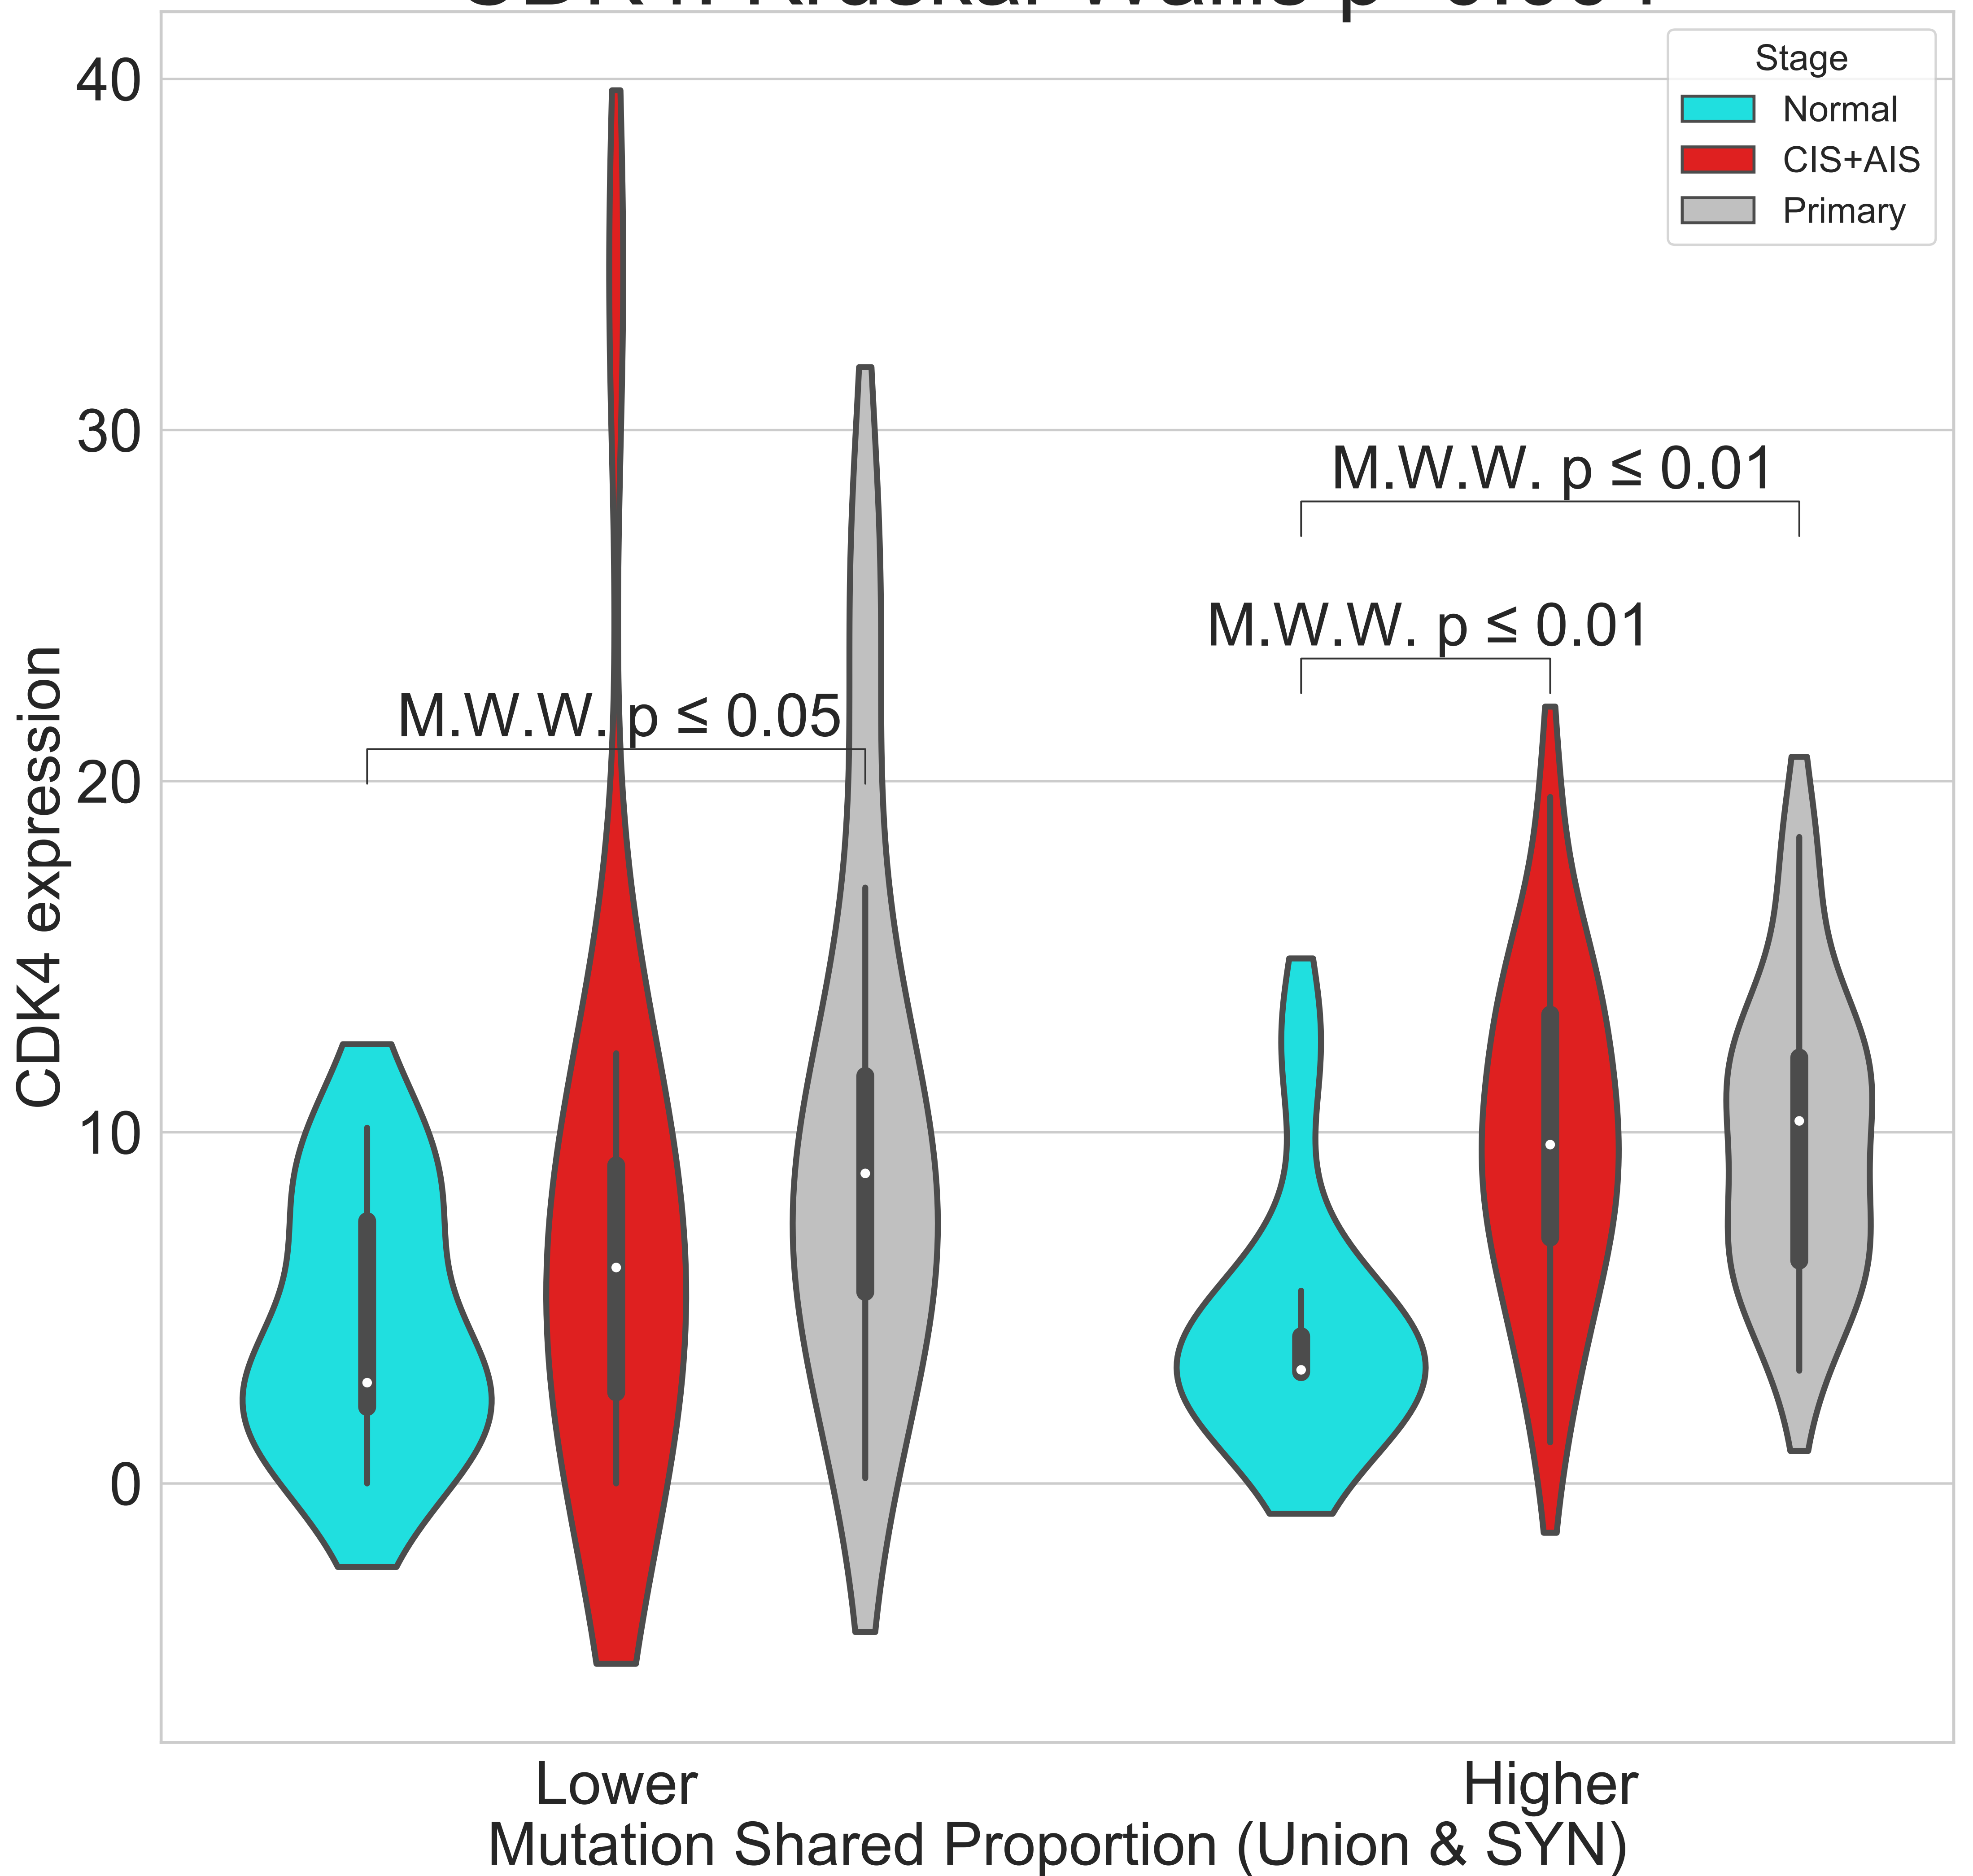 Stage
Normal
CIS+AIS
Primary
40
30
20
10
0
CDK4 expression
M.W.W. p ≤ 0.01
M.W.W. p ≤ 0.01
M.W.W. p ≤ 0.05
Lower
Higher
Mutation Shared Proportion (Union & SYN)